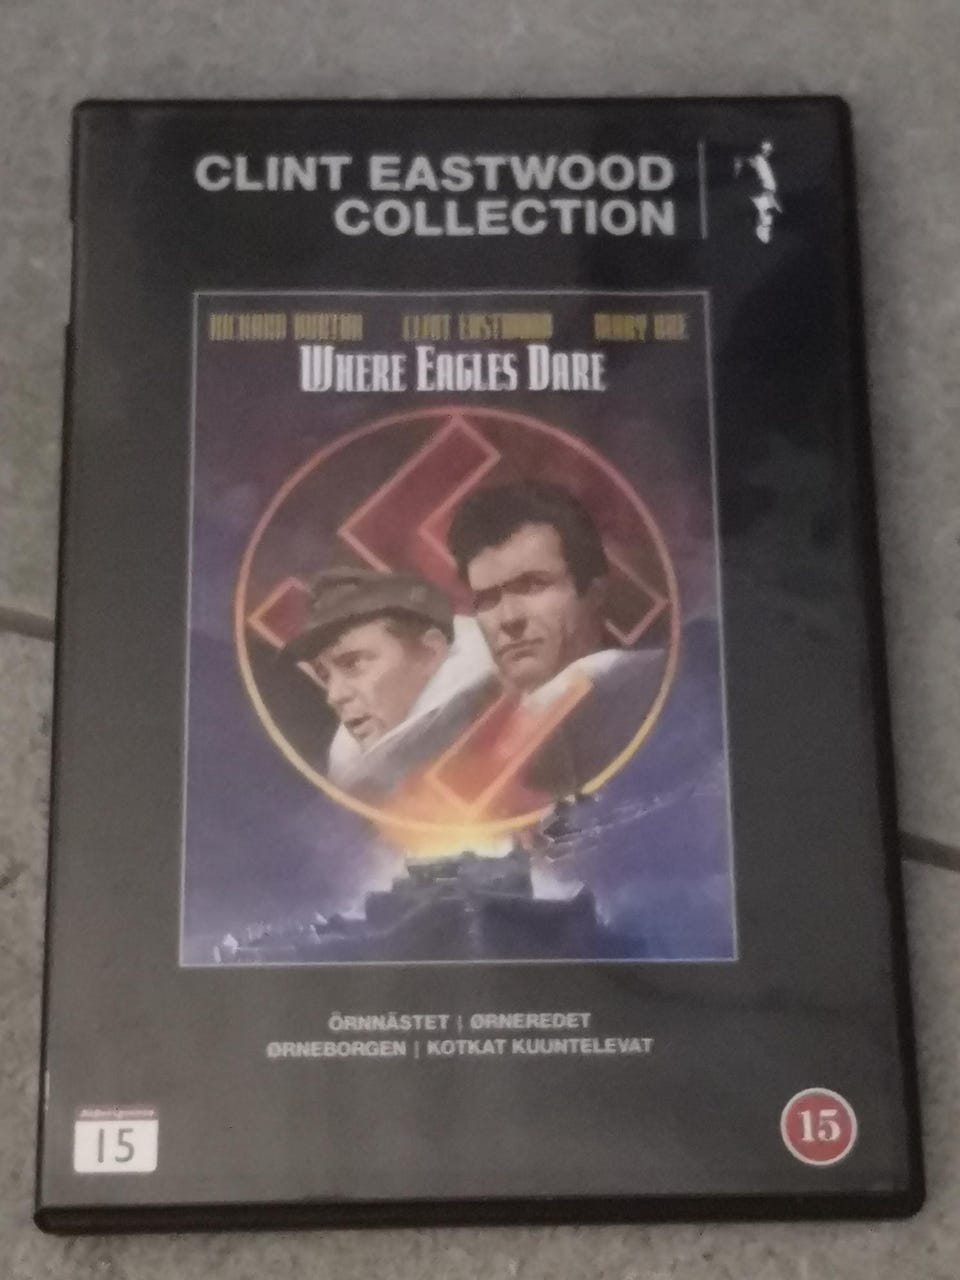 CLINT EASTWOOD
COLLECTION
RICHARD BURTON CLINT EASTWOOD MARY URE
WHERE EAGLES DARE
ÖRNNÄSTET | ØRNEREDET
ØRNEBORGEN | KOTKAT KUUNTELEVAT
15
15